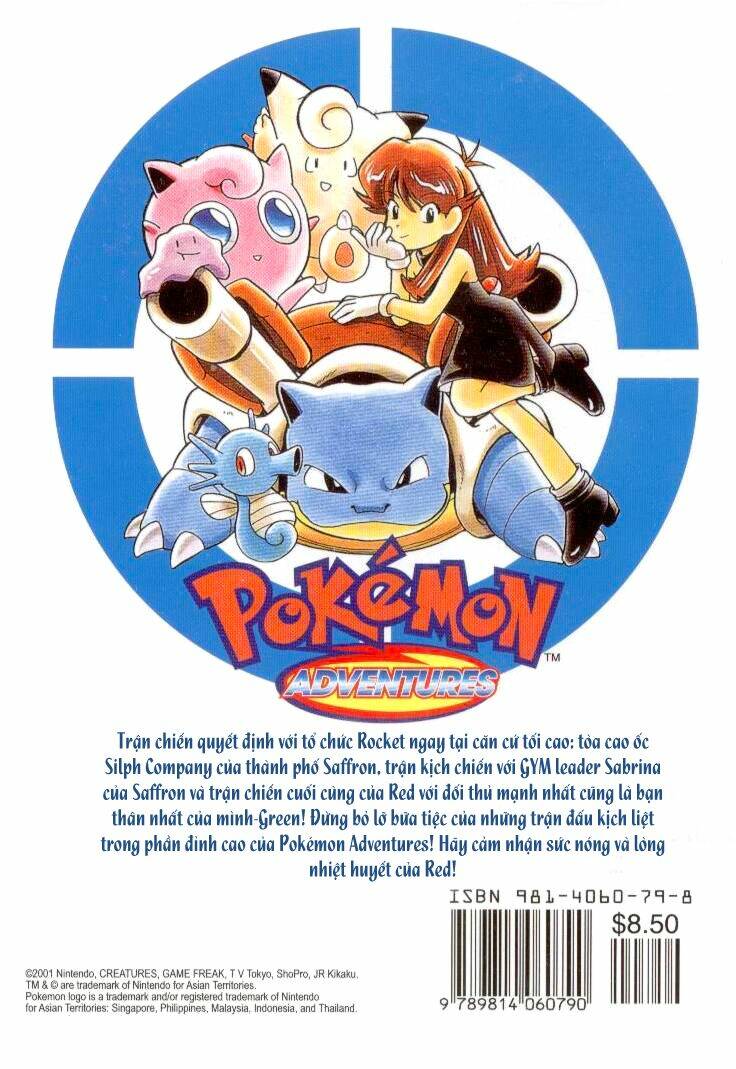 POKéMON
TM
ADVENTURES
Trận chiến quyết định với tổ chức Rocket ngay tại căn cứ tối cao: tòa cao ốc
Silph Company của thành phố Saffron, trận kịch chiến với GYM leader Sabrina
của Saffron và trận chiến cuối cùng của Red với đối thủ mạnh nhất cũng là bạn
thân nhất của mình-Green! Đừng bỏ lỡ bữa tiệc của những trận đấu kịch liệt
trong phần đỉnh cao của Pokémon Adventures! Hãy cảm nhận sức nóng và lòng
nhiệt huyết của Red!
ISBN 981-4060-79-8
$8.50
9 789814 060790
©2001 Nintendo, CREATURES, GAME FREAK, T V Tokyo, ShoPro, JR Kikaku.
TM & © are trademark of Nintendo for Asian Territories.
Pokemon logo is a trademark and/or registered trademark of Nintendo
for Asian Territories: Singapore, Philippines, Malaysia, Indonesia, and Thailand.